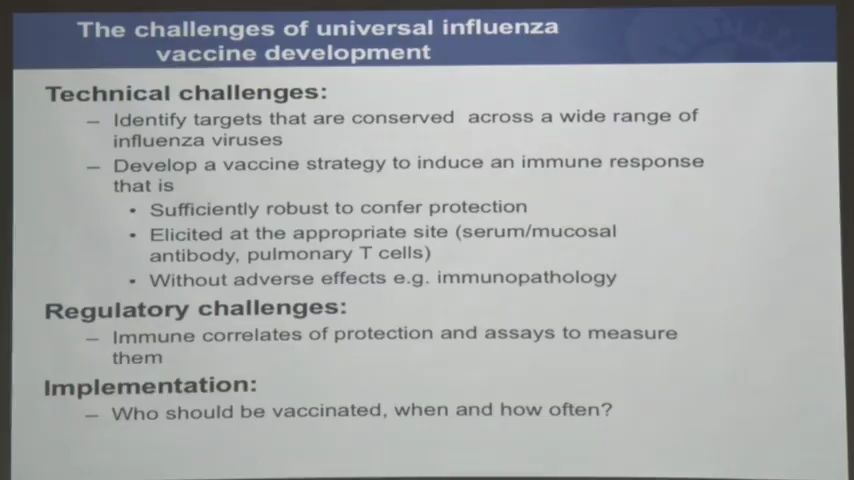 The challenges of universal influenza
vaccine development
Technical challenges:
– Identify targets that are conserved across a wide range of
influenza viruses
– Develop a vaccine strategy to induce an immune response
that is
• Sufficiently robust to confer protection
• Elicited at the appropriate site (serum/mucosal
antibody, pulmonary T cells)
• Without adverse effects e.g. immunopathology
Regulatory challenges:
– Immune correlates of protection and assays to measure
them
Implementation:
– Who should be vaccinated, when and how often?